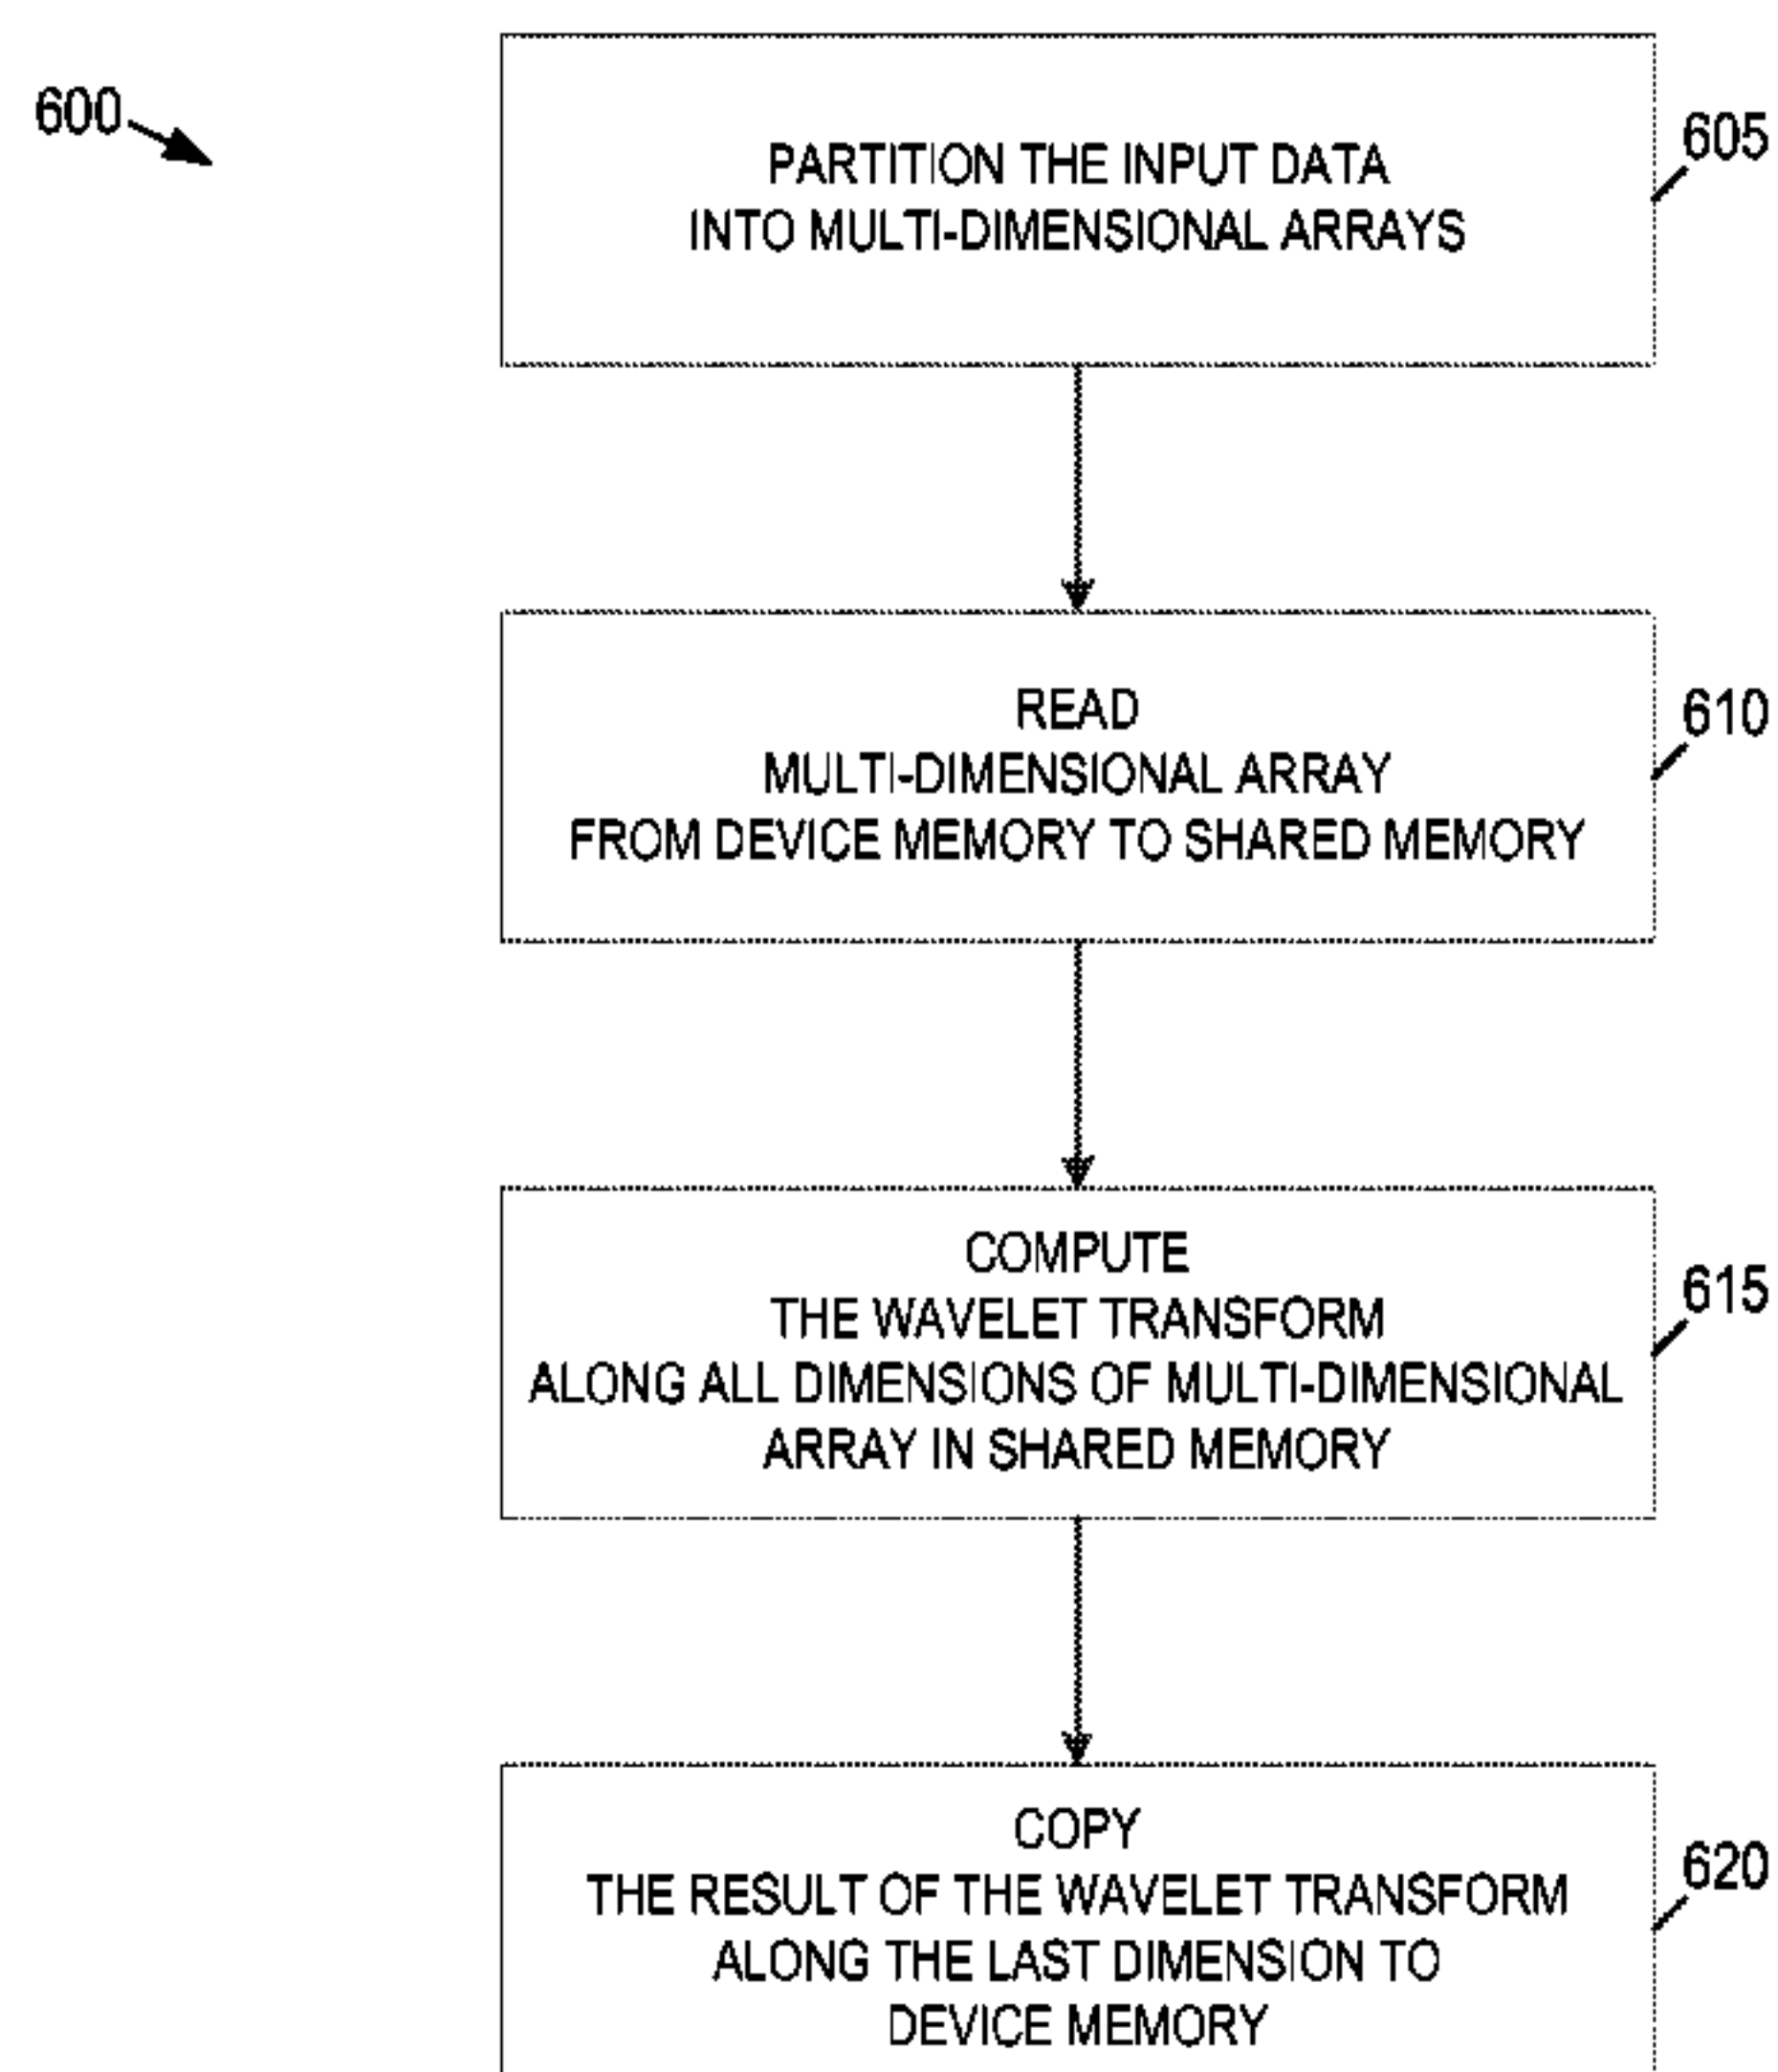 600
PARTITION THE INPUT DATA
INTO MULTI-DIMENSIONAL ARRAYS
605
READ
MULTI-DIMENSIONAL ARRAY
FROM DEVICE MEMORY TO SHARED MEMORY
610
COMPUTE
THE WAVELET TRANSFORM
ALONG ALL DIMENSIONS OF MULTI-DIMENSIONAL
ARRAY IN SHARED MEMORY
615
COPY
THE RESULT OF THE WAVELET TRANSFORM
ALONG THE LAST DIMENSION TO
DEVICE MEMORY
620